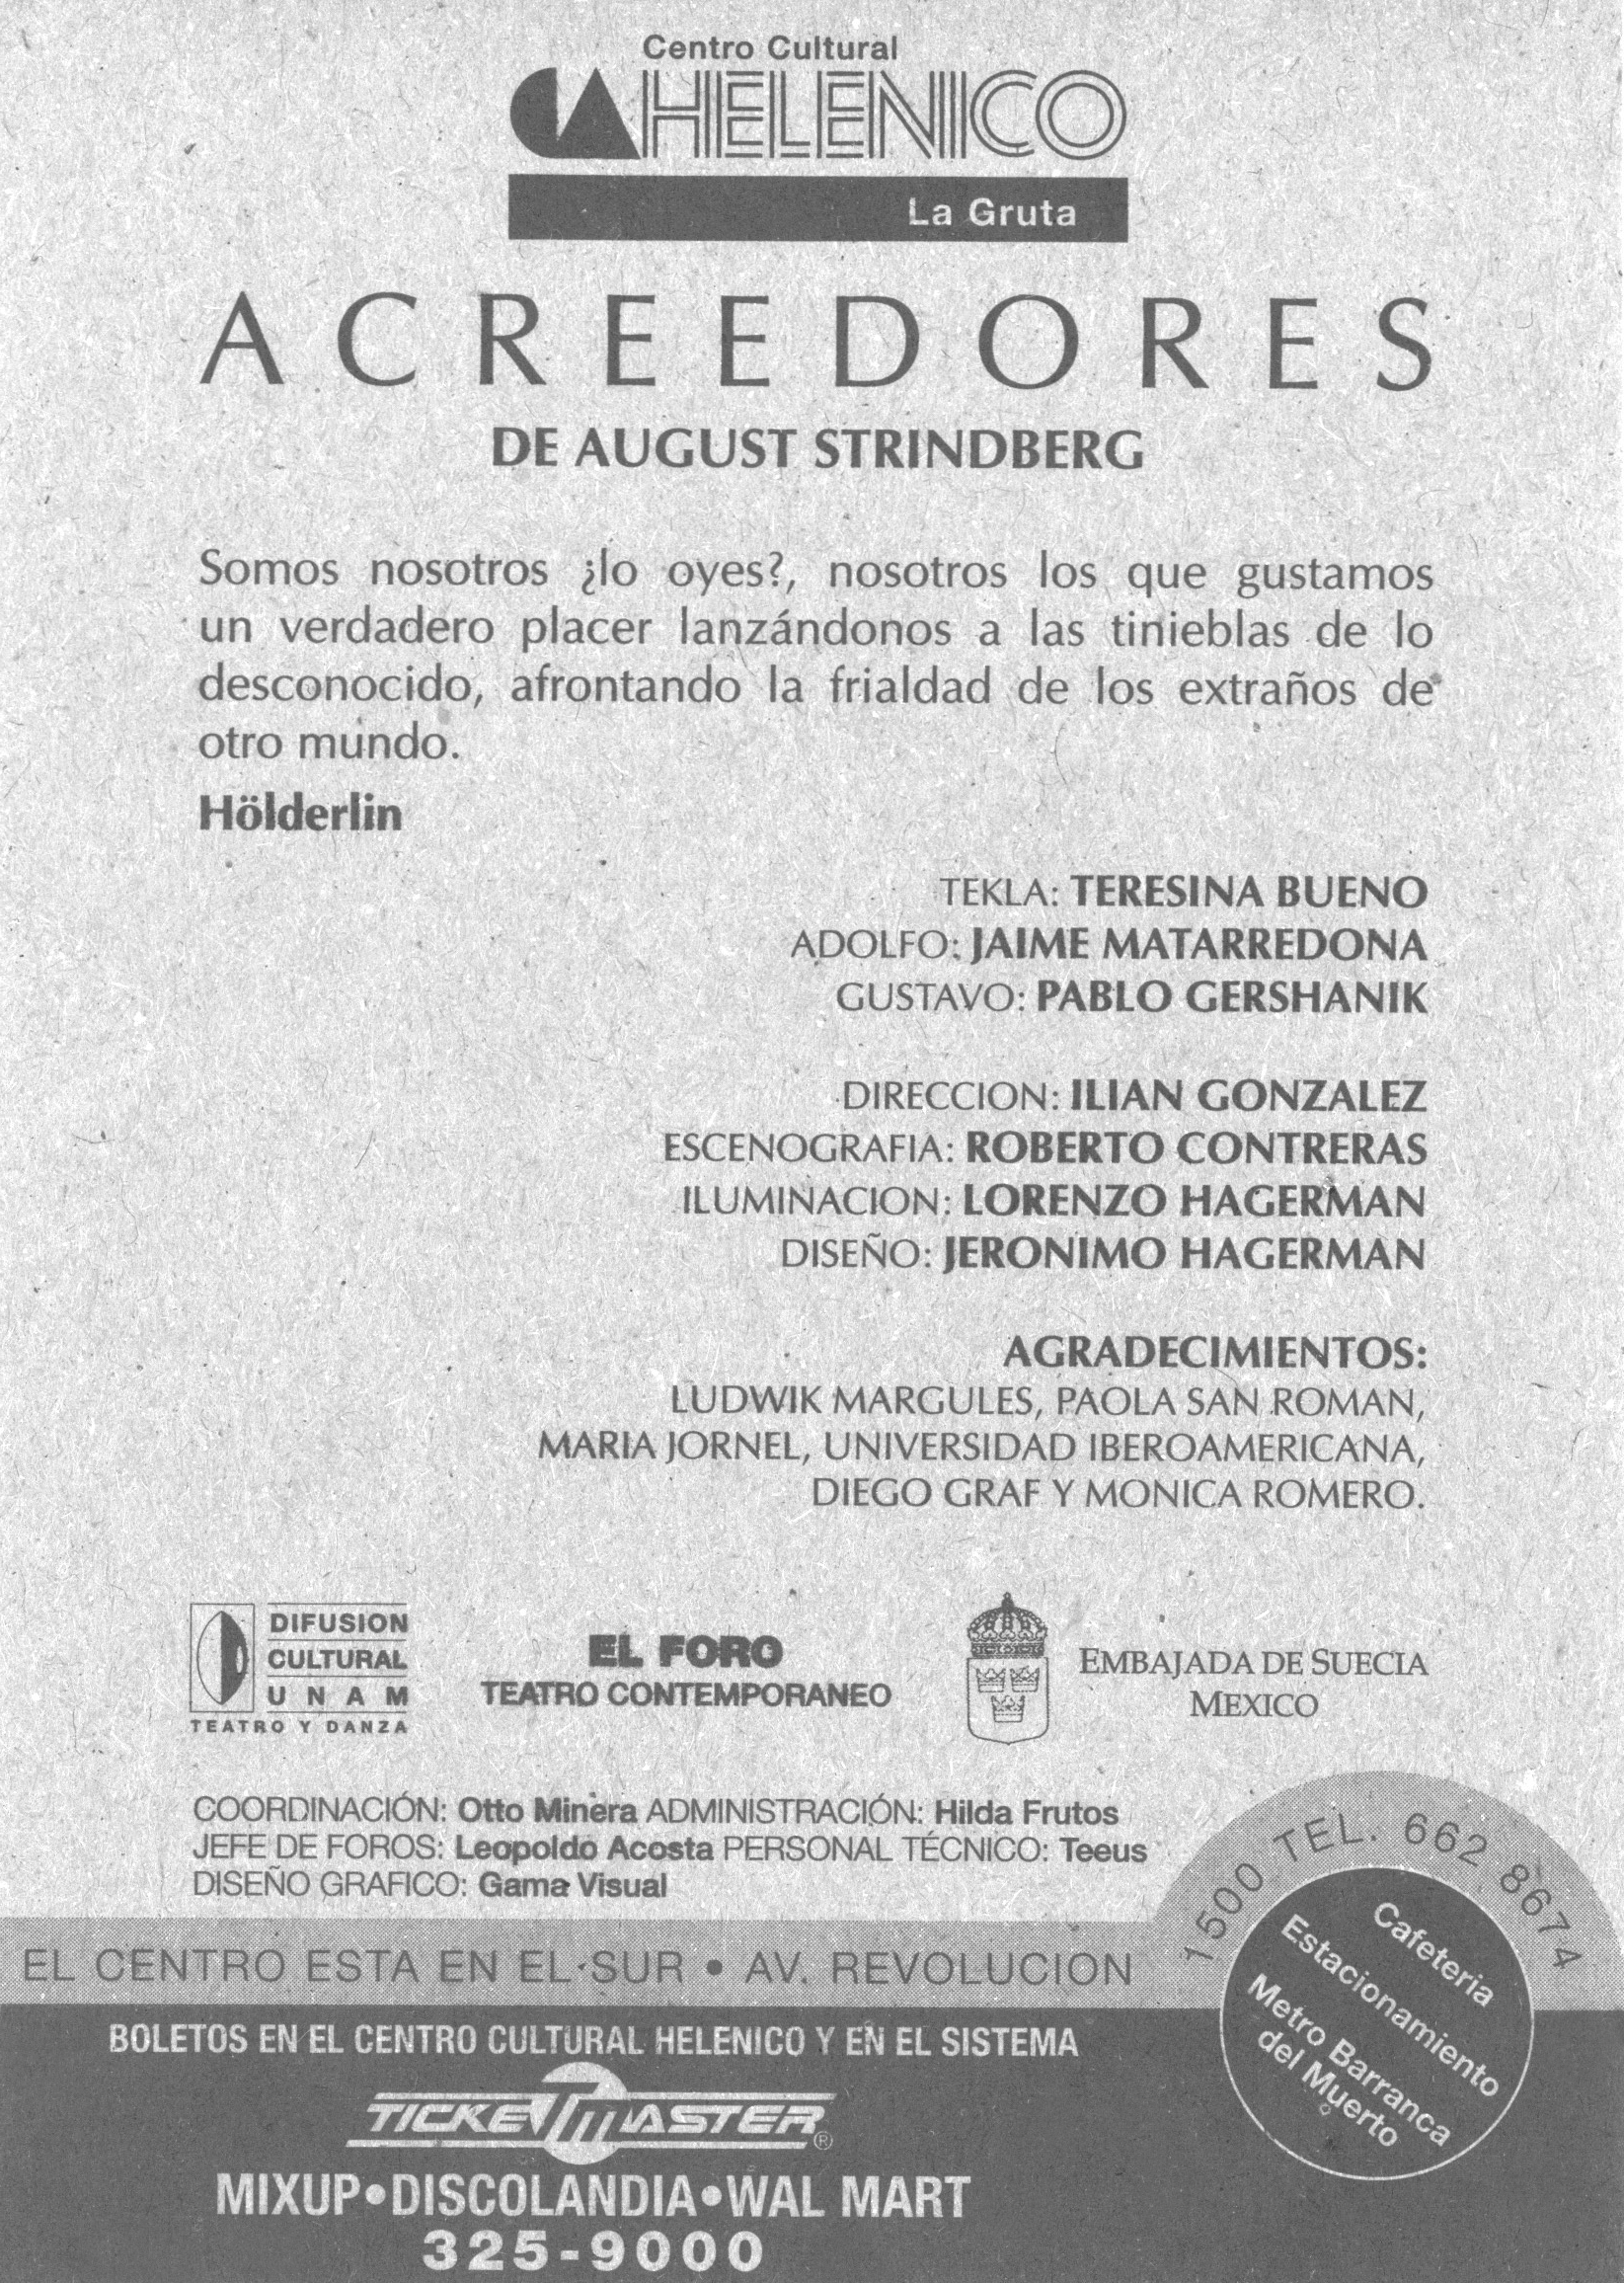 Centro Cultural
HELENICO
La Gruta
ACREEDORES
DE AUGUST STRINDBERG
Somos nosotros ¿lo oyes?, nosotros los que gustamos
un verdadero placer lanzándonos a las tinieblas de lo
desconocido, afrontando la frialdad de los extraños de
otro mundo.
Hölderlin
TEKLA: TERESINA BUENO
ADOLFO: JAIME MATARREDONA
GUSTAVO: PABLO GERSHANIK
DIRECCION: ILIAN GONZALEZ
ESCENOGRAFIA: ROBERTO CONTRERAS
ILUMINACION: LORENZO HAGERMAN
DISEÑO: JERONIMO HAGERMAN
AGRADECIMIENTOS:
LUDWIK MARGULES, PAOLA SAN ROMAN,
MARIA JORNEL, UNIVERSIDAD IBEROAMERICANA,
DIEGO GRAF Y MONICA ROMERO.
DIFUSION
CULTURAL
UNAM
TEATRO Y DANZA
EL FORO
TEATRO CONTEMPORANEO
EMBAJADA DE SUECIA
MEXICO
COORDINACIÓN: Otto Minera ADMINISTRACIÓN: Hilda Frutos
JEFE DE FOROS: Leopoldo Acosta PERSONAL TÉCNICO: Teeus
DISEÑO GRAFICO: Gama Visual
EL CENTRO ESTA EN EL SUR • AV. REVOLUCION 1500 TEL. 662 8674
Cafeteria
Estacionamiento
Metro Barranca
del Muerto
BOLETOS EN EL CENTRO CULTURAL HELENICO Y EN EL SISTEMA
TICKETMASTER®
MIXUP•DISCOLANDIA•WAL MART
325-9000